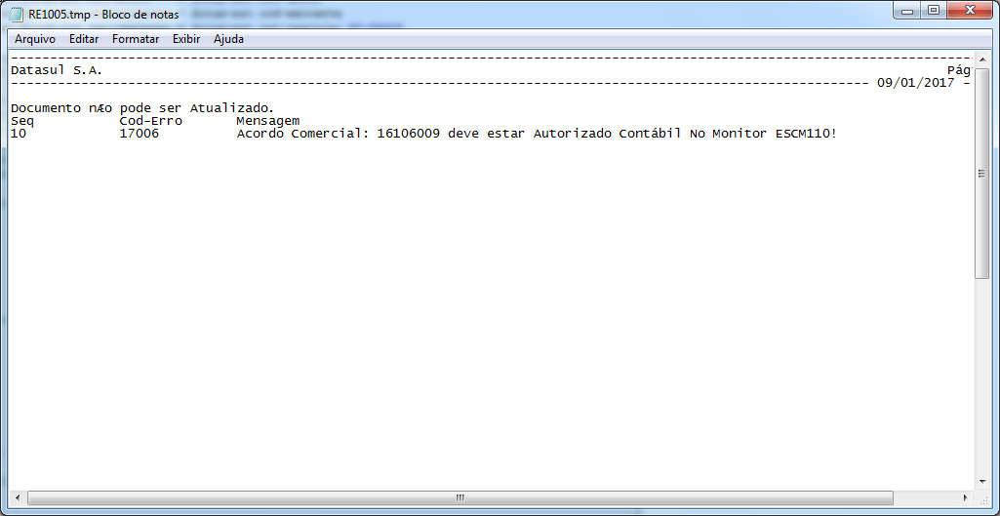 RE1005.tmp - Bloco de notas
Arquivo Editar Formatar Exibir Ajuda
Datasul S.A. Pág
09/01/2017 -
Documento nÆo pode ser Atualizado.
Seq Cod-Erro Mensagem
10 17006 Acordo Comercial: 16106009 deve estar Autorizado Contábil No Monitor ESCM110!